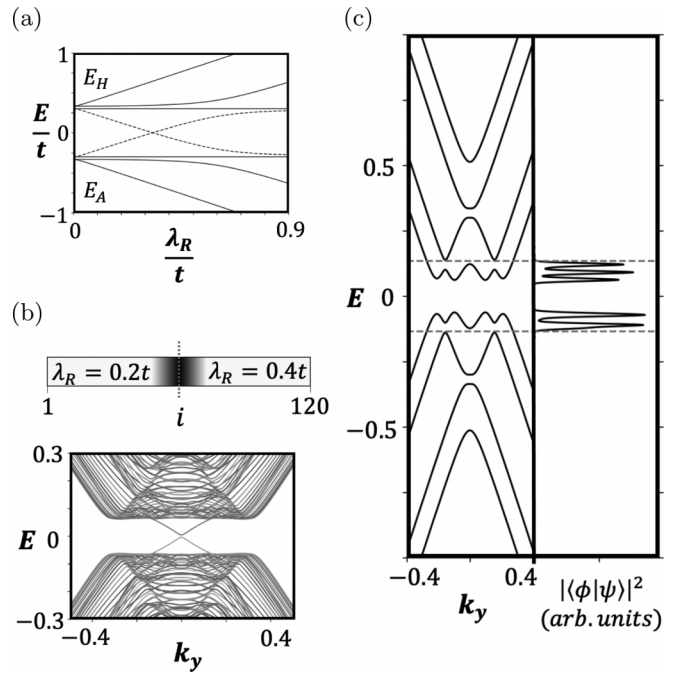 (a)
1
E_H
E/t
0
E_A
−1
0
λ_R/t
0.9
(b)
λ_R = 0.2t
λ_R = 0.4t
1
i
120
0.3
E 0
−0.3
−0.4
0.4
k_y
(c)
0.5
E 0
−0.5
−0.4
0.4
k_y
|⟨ϕ|ψ⟩|²
(arb. units)